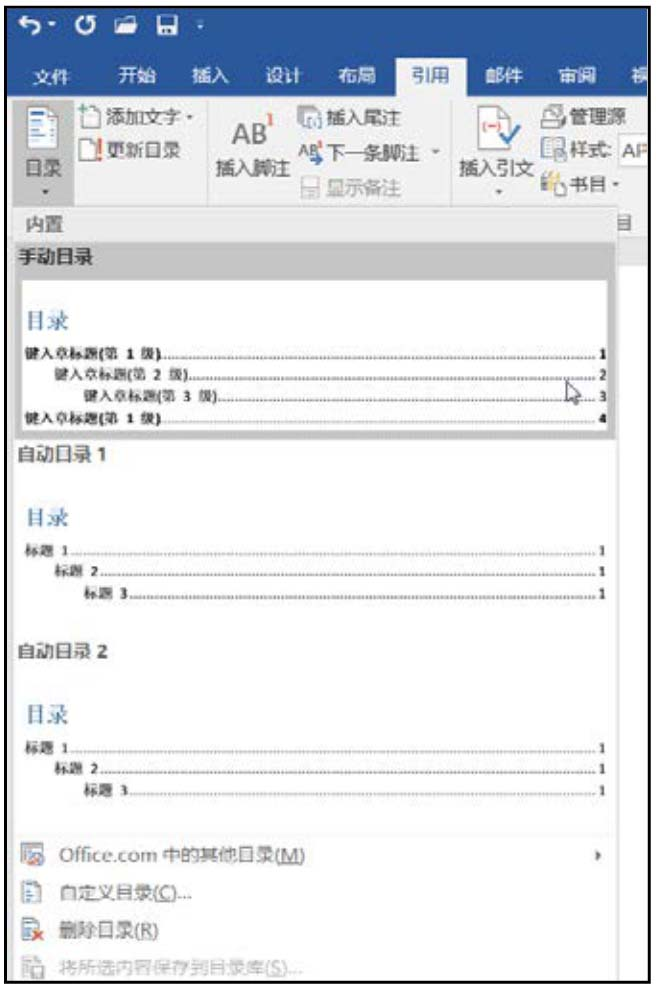 文件 开始 插入 设计 布局 引用 邮件 审阅
目录
添加文字
更新目录
AB1
插入脚注
插入尾注
下一条脚注
显示备注
插入引文
管理源
样式: AP
书目
内置
手动目录
目录
键入章标题(第 1 级) 1
键入章标题(第 2 级) 2
键入章标题(第 3 级) 3
键入章标题(第 1 级) 4
自动目录 1
目录
标题 1 1
标题 2 1
标题 3 1
自动目录 2
目录
标题 1 1
标题 2 1
标题 3 1
Office.com 中的其他目录(M)
自定义目录(C)...
删除目录(R)
将所选内容保存到目录库(S)...